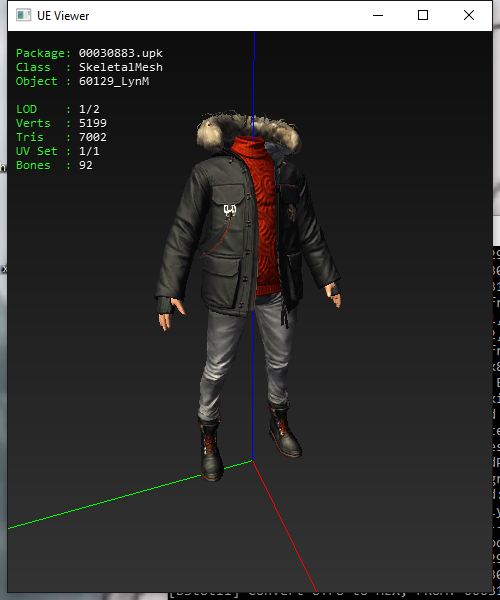 UE Viewer
Package: 00030883.upk
Class : SkeletalMesh
Object : 60129_LynM
LOD : 1/2
Verts : 5199
Tris : 7002
UV Set : 1/1
Bones : 92